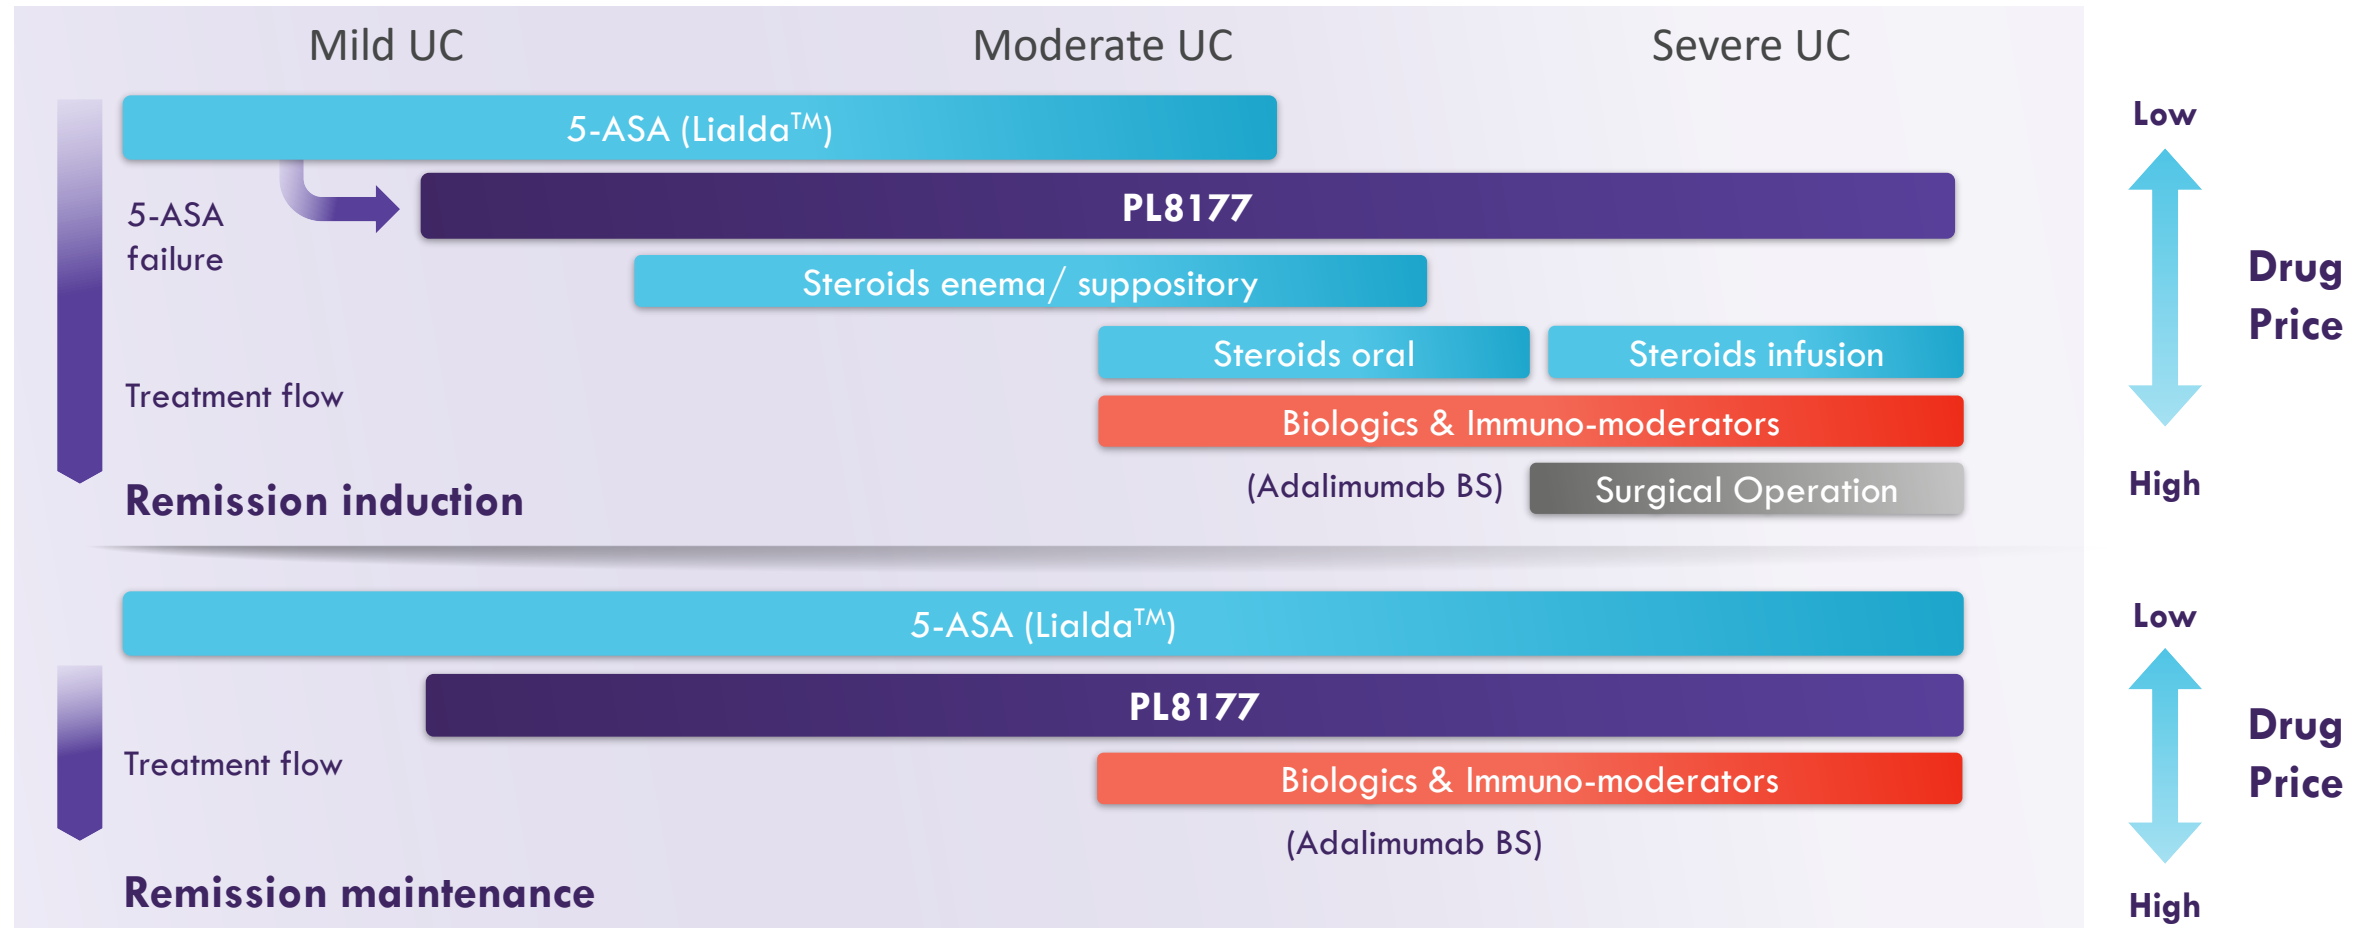 Mild UC
Moderate UC
Severe UC
5-ASA (Lialda™)
Low
PL8177
5-ASA
failure
Steroids enema/ suppository
Drug
Price
Steroids oral
Steroids infusion
Treatment flow
Biologics & Immuno-moderators
(Adalimumab BS)
Surgical Operation
High
Remission induction
5-ASA (Lialda™)
Low
PL8177
Drug
Price
Treatment flow
Biologics & Immuno-moderators
(Adalimumab BS)
Remission maintenance
High